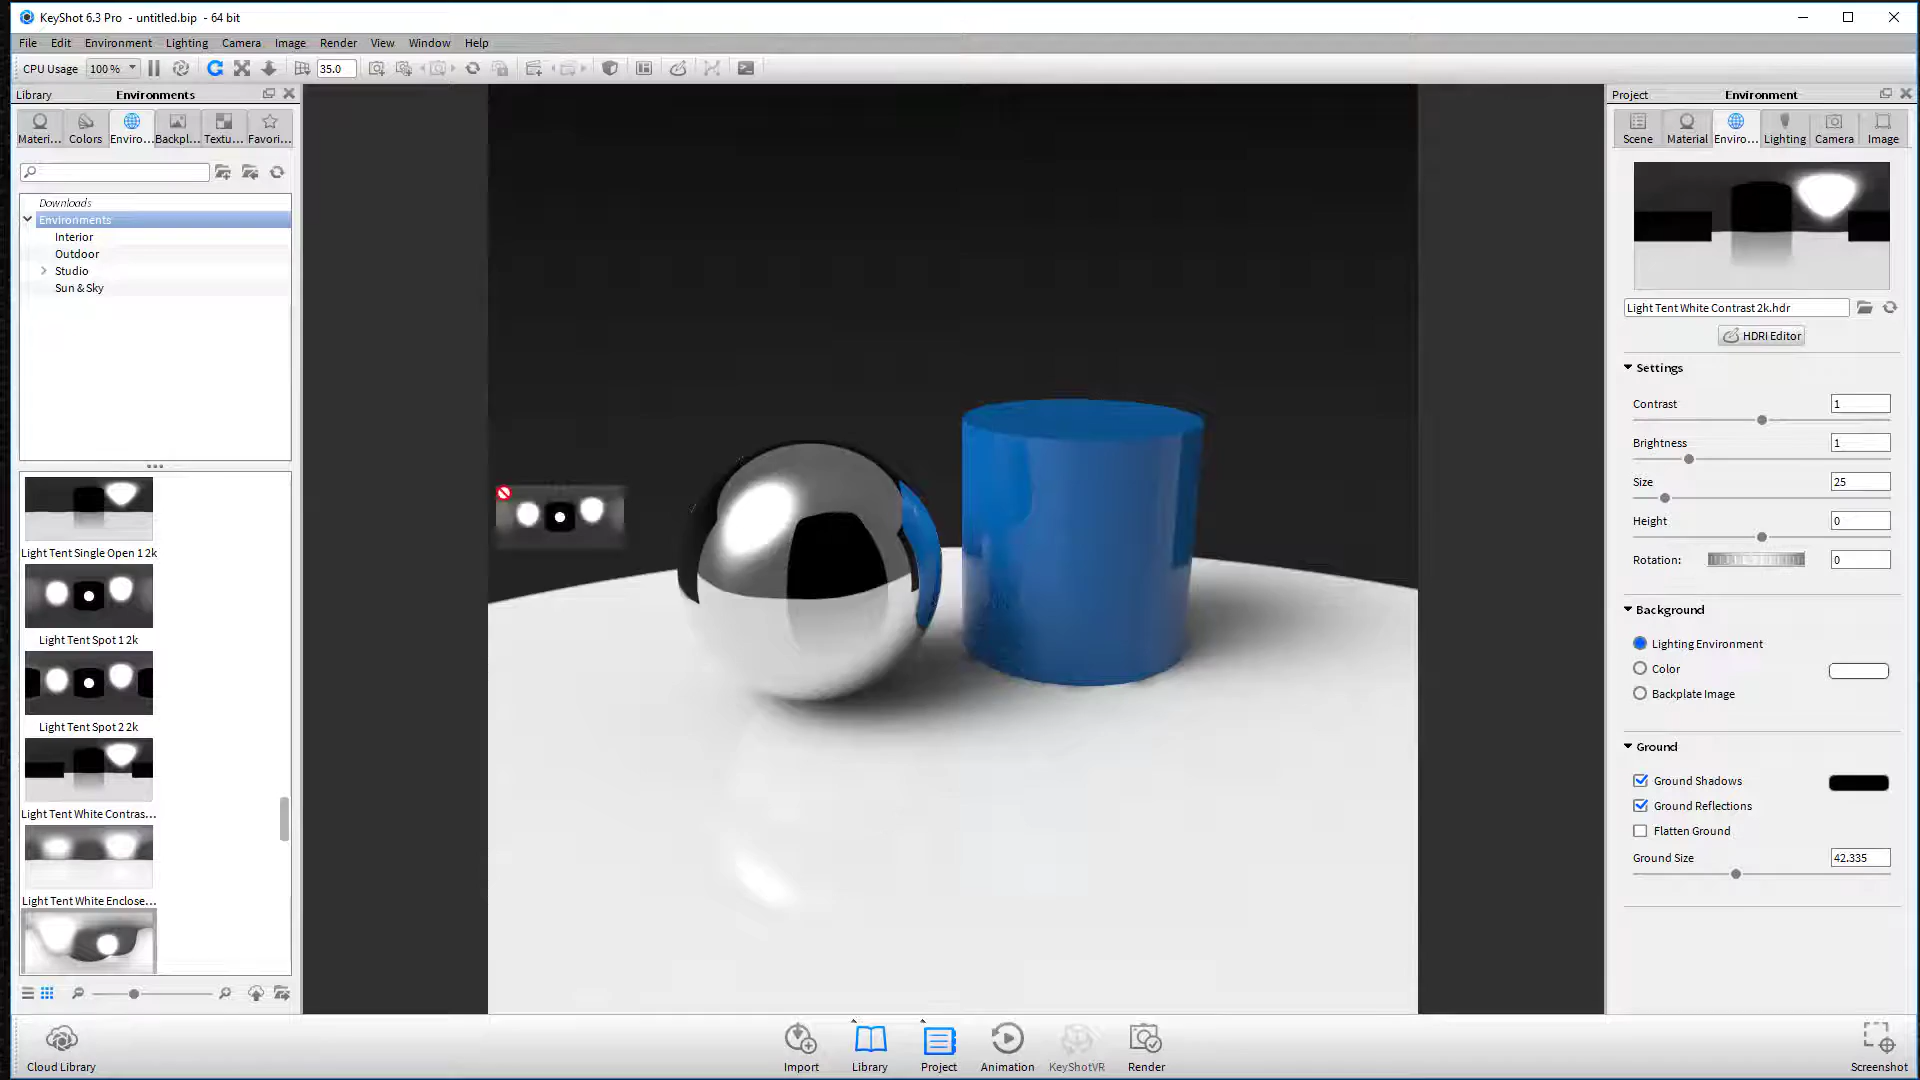 KeyShot 6.3 Pro - untitled.bip - 64 bit
File Edit Environment Lighting Camera Image Render View Window Help
CPU Usage 100 % 35.0
Library Environments
Materi... Colors Enviro... Backpl... Textu... Favori...
Downloads
Environments
Interior
Outdoor
Studio
Sun & Sky
Light Tent Single Open 1 2k
Light Tent Spot 1 2k
Light Tent Spot 2 2k
Light Tent White Contras...
Light Tent White Enclose...
Project Environment
Scene Material Enviro... Lighting Camera Image
Light Tent White Contrast 2k.hdr
HDRI Editor
Settings
Contrast 1
Brightness 1
Size 25
Height 0
Rotation: 0
Background
Lighting Environment
Color
Backplate Image
Ground
Ground Shadows
Ground Reflections
Flatten Ground
Ground Size 42.335
Cloud Library Import Library Project Animation KeyShotVR Render Screenshot